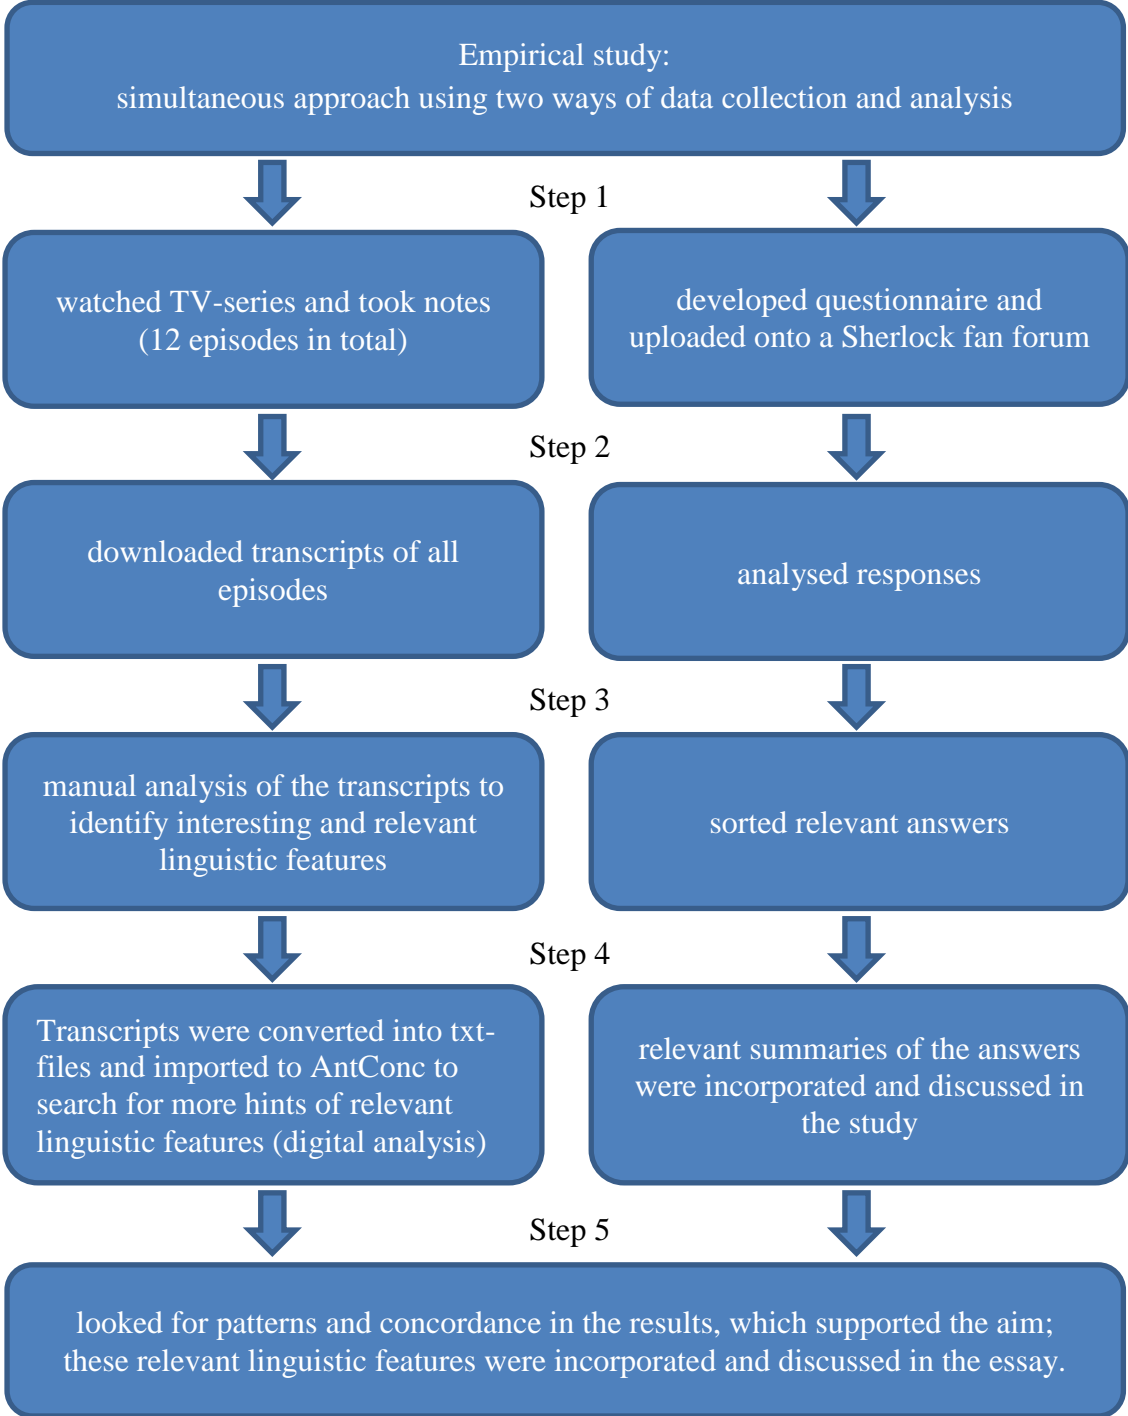 Empirical study:
simultaneous approach using two ways of data collection and analysis
Step 1
watched TV-series and took notes
(12 episodes in total)
developed questionnaire and
uploaded onto a Sherlock fan forum
Step 2
downloaded transcripts of all
episodes
analysed responses
Step 3
manual analysis of the transcripts to
identify interesting and relevant
linguistic features
sorted relevant answers
Step 4
Transcripts were converted into txt-
files and imported to AntConc to
search for more hints of relevant
linguistic features (digital analysis)
relevant summaries of the answers
were incorporated and discussed in
the study
Step 5
looked for patterns and concordance in the results, which supported the aim;
these relevant linguistic features were incorporated and discussed in the essay.